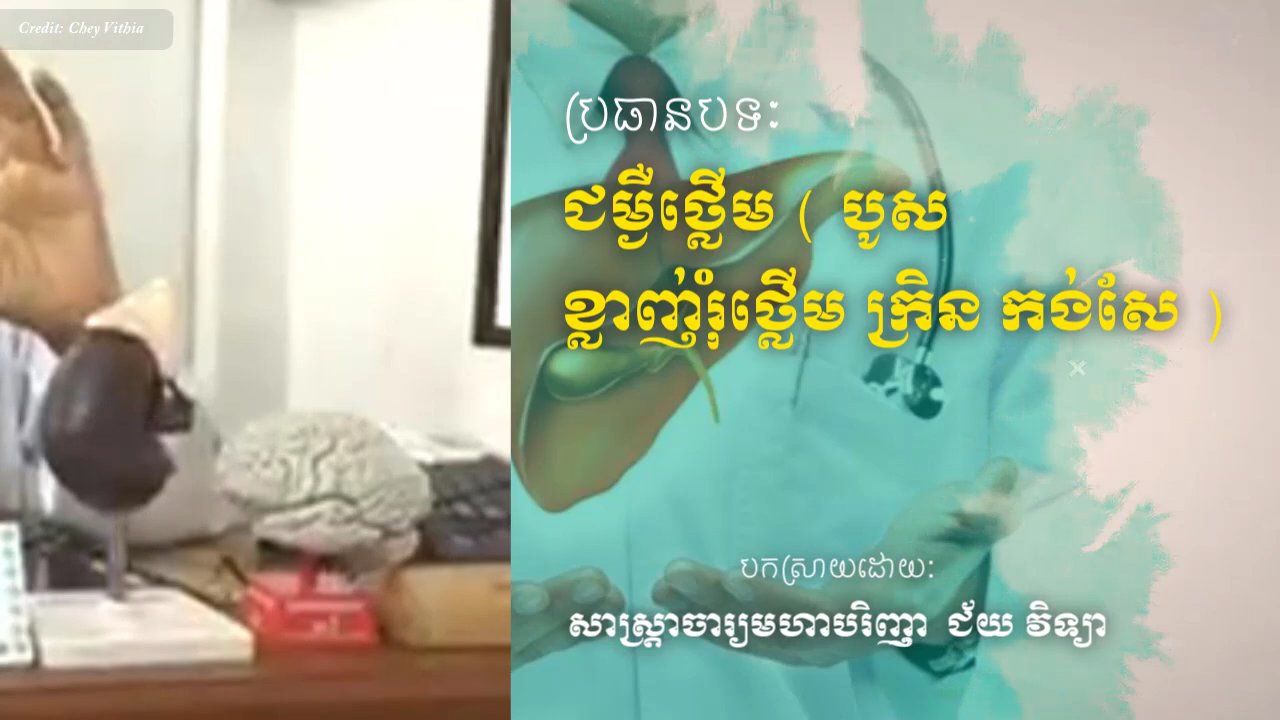 Credit: Chey Vithia
ប្រធានបទៈ
ជម្ងឺថ្លើម ( បូស
ខ្លាញ់រុំថ្លើម ក្រិន កង់សែ )
បកស្រាយដោយៈ
សាស្ត្រាចារ្យមហាបរិញ្ញា ជ័យ វិទ្យា